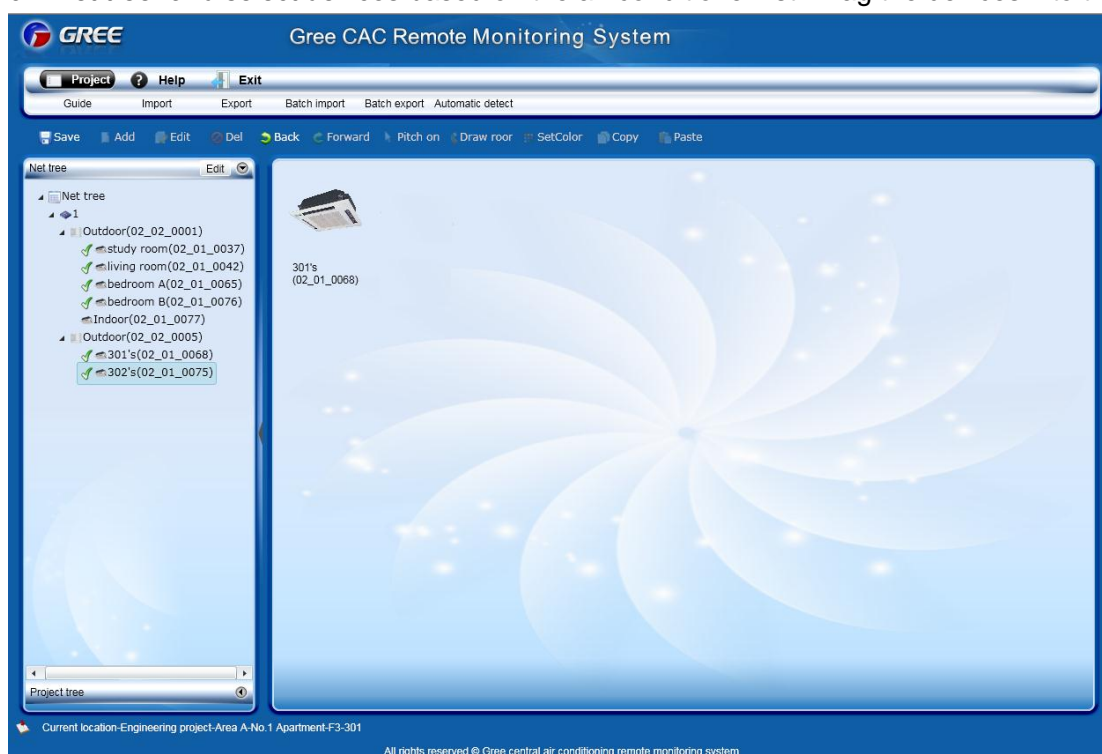 GREE
Gree CAC Remote Monitoring System
Project Help Exit
Guide Import Export Batch import Batch export Automatic detect
Save Add Edit Del Back Forward Pitch on Draw roor SetColor Copy Paste
Net tree Edit
Net tree
1
Outdoor(02_02_0001)
study room(02_01_0037)
living room(02_01_0042)
bedroom A(02_01_0065)
bedroom B(02_01_0076)
Indoor(02_01_0077)
Outdoor(02_02_0005)
301's(02_01_0068)
302's(02_01_0075)
301's
(02_01_0068)
Project tree
Current location-Engineering project-Area A-No.1 Apartment-F3-301
All rights reserved © Gree central air conditioning remote monitoring system